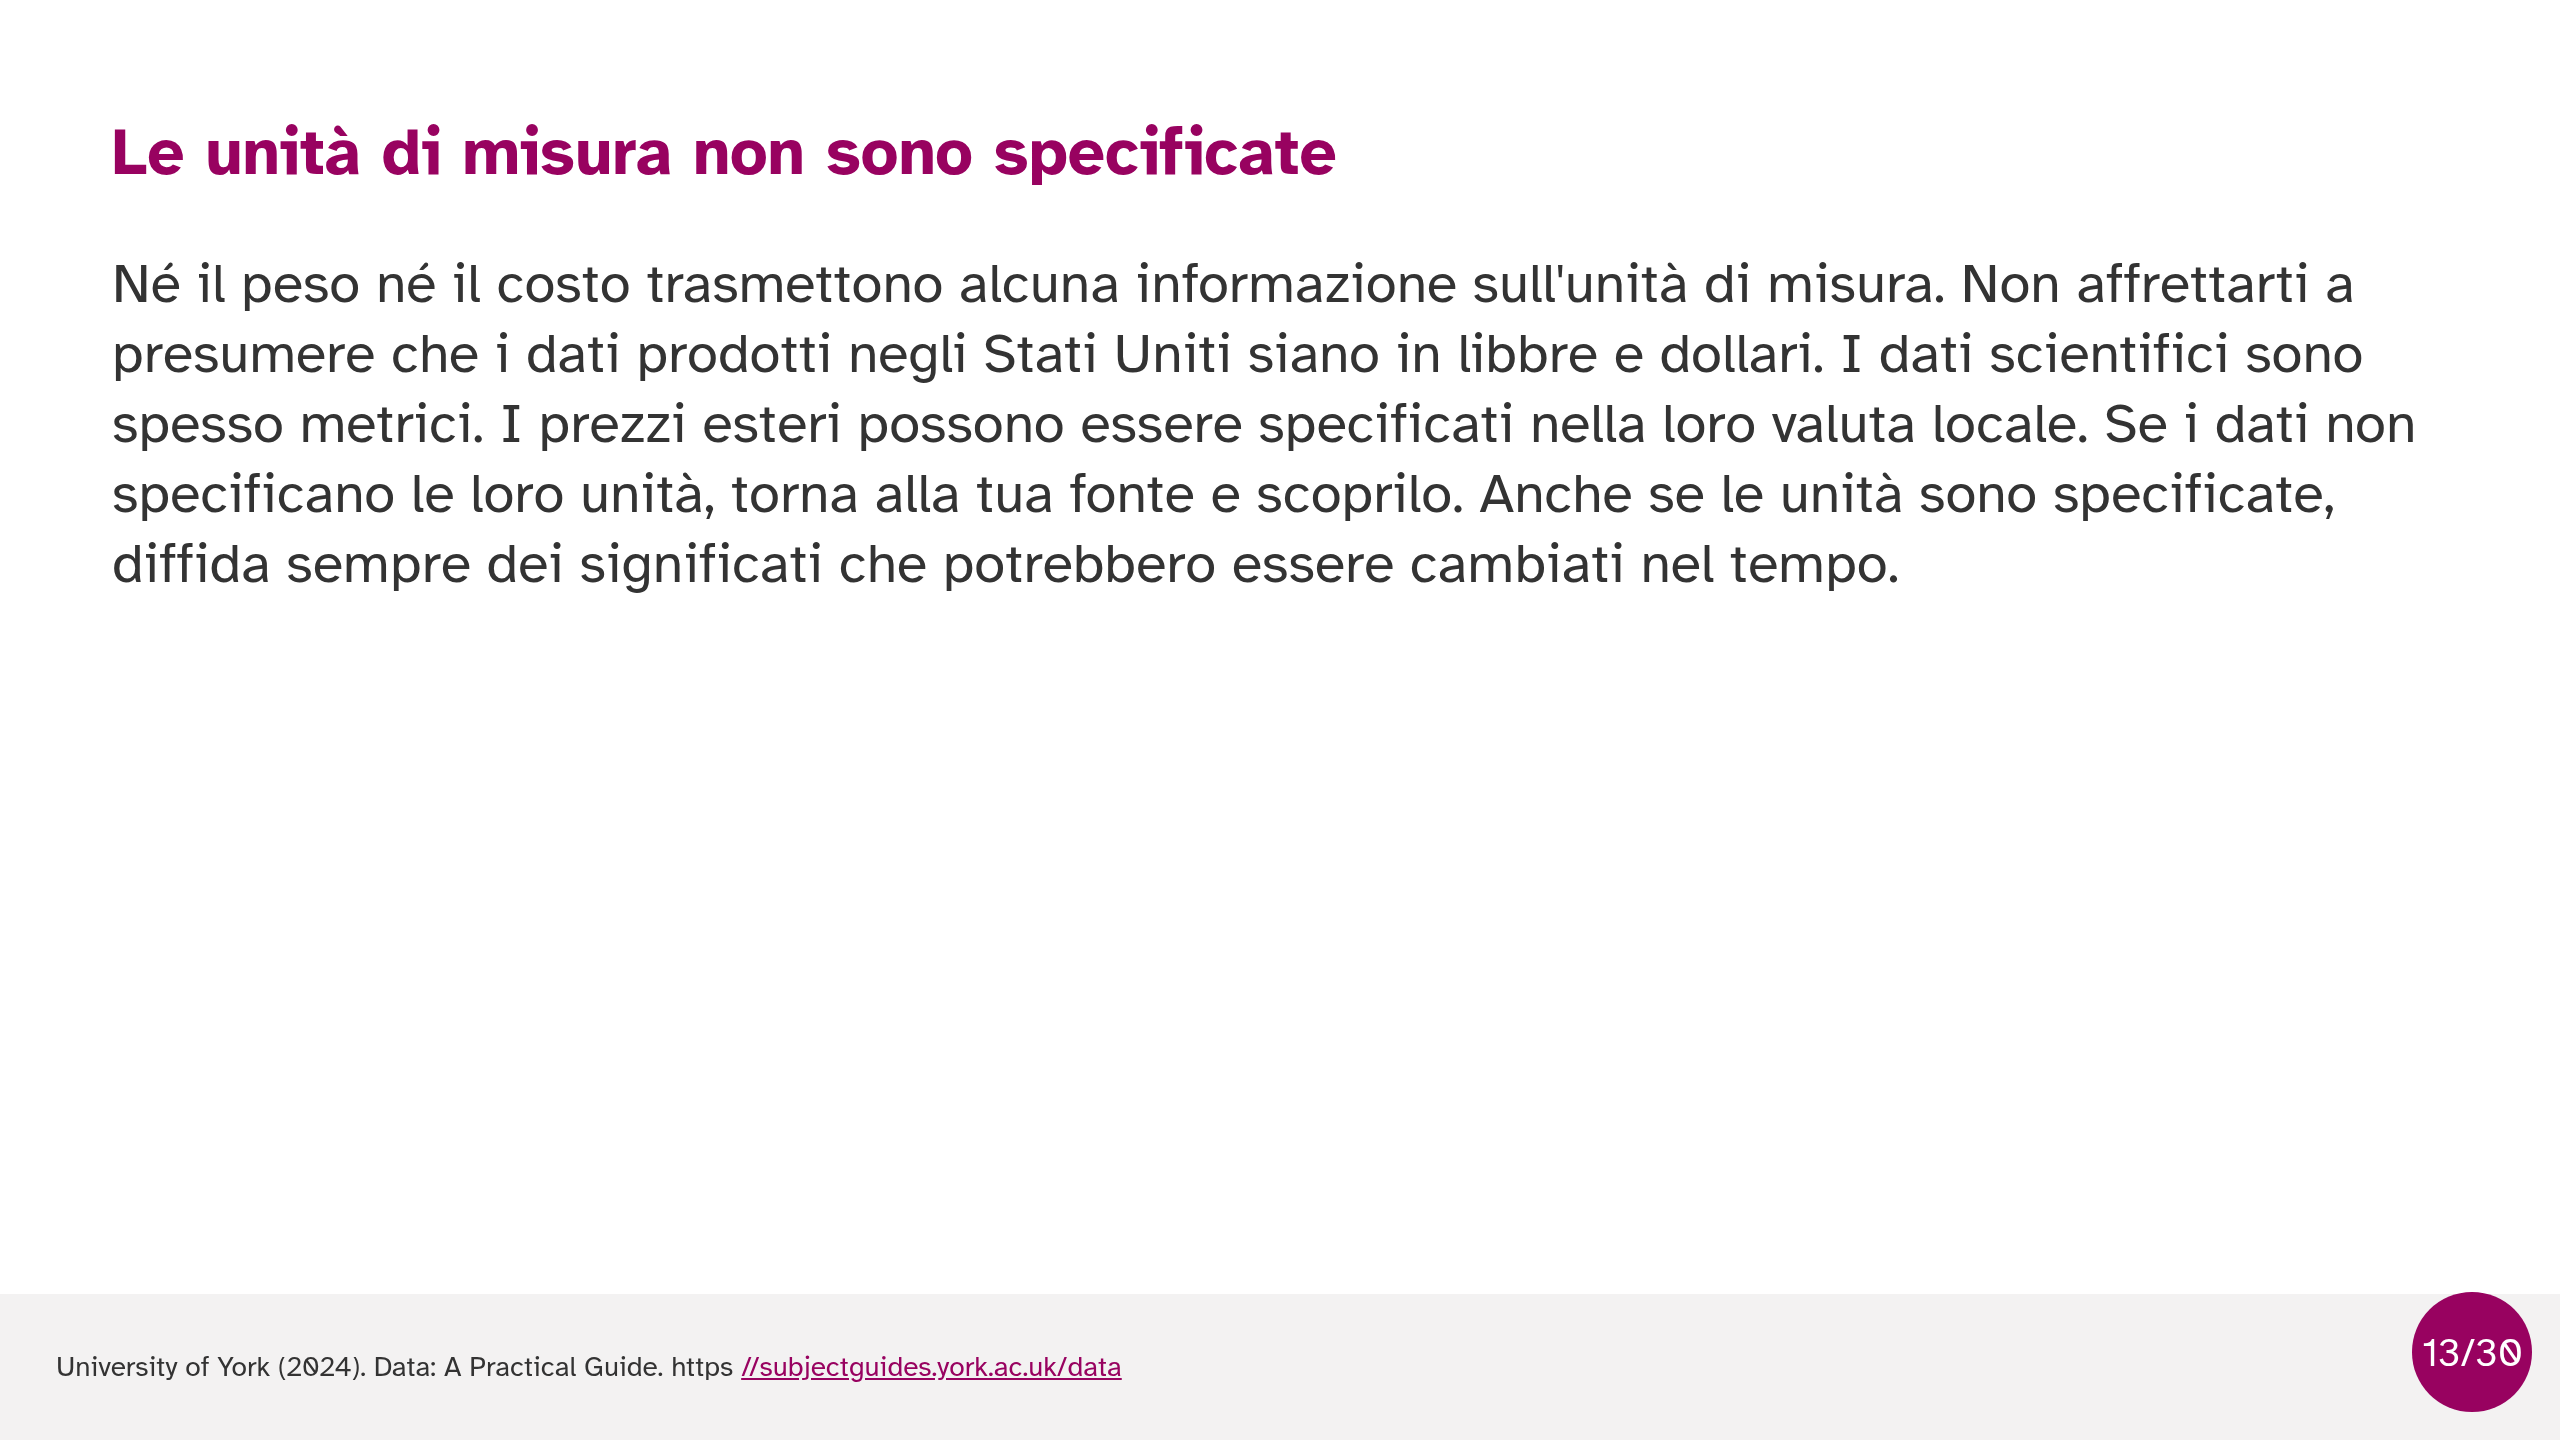 Le unità di misura non sono specificate
Né il peso né il costo trasmettono alcuna informazione sull'unità di misura. Non affrettarti a
presumere che i dati prodotti negli Stati Uniti siano in libbre e dollari. I dati scientifici sono
spesso metrici. I prezzi esteri possono essere specificati nella loro valuta locale. Se i dati non
specificano le loro unità, torna alla tua fonte e scoprilo. Anche se le unità sono specificate,
diffida sempre dei significati che potrebbero essere cambiati nel tempo.
University of York (2024). Data: A Practical Guide. https //subjectguides.york.ac.uk/data
13/30